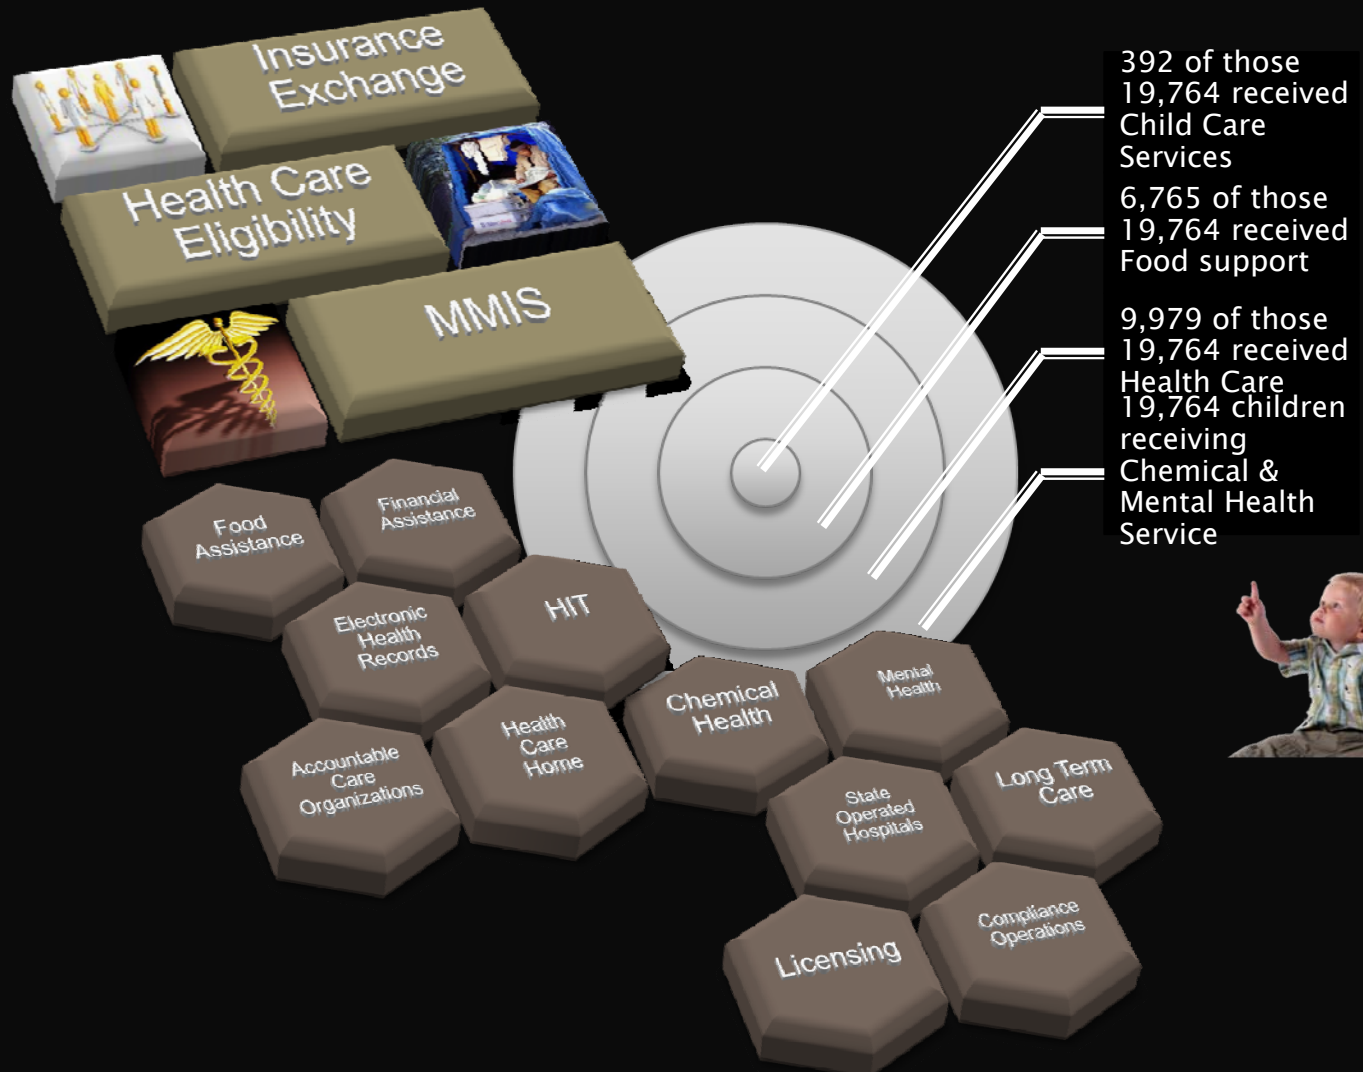 Insurance
Exchange
Health Care
Eligibility
MMIS
392 of those
19,764 received
Child Care
Services
6,765 of those
19,764 received
Food support
9,979 of those
19,764 received
Health Care
19,764 children
receiving
Chemical &
Mental Health
Service
Food
Assistance
Financial
Assistance
Electronic
Health
Records
HIT
Accountable
Care
Organizations
Health
Care
Home
Chemical
Health
Mental
Health
State
Operated
Hospitals
Long Term
Care
Licensing
Compliance
Operations